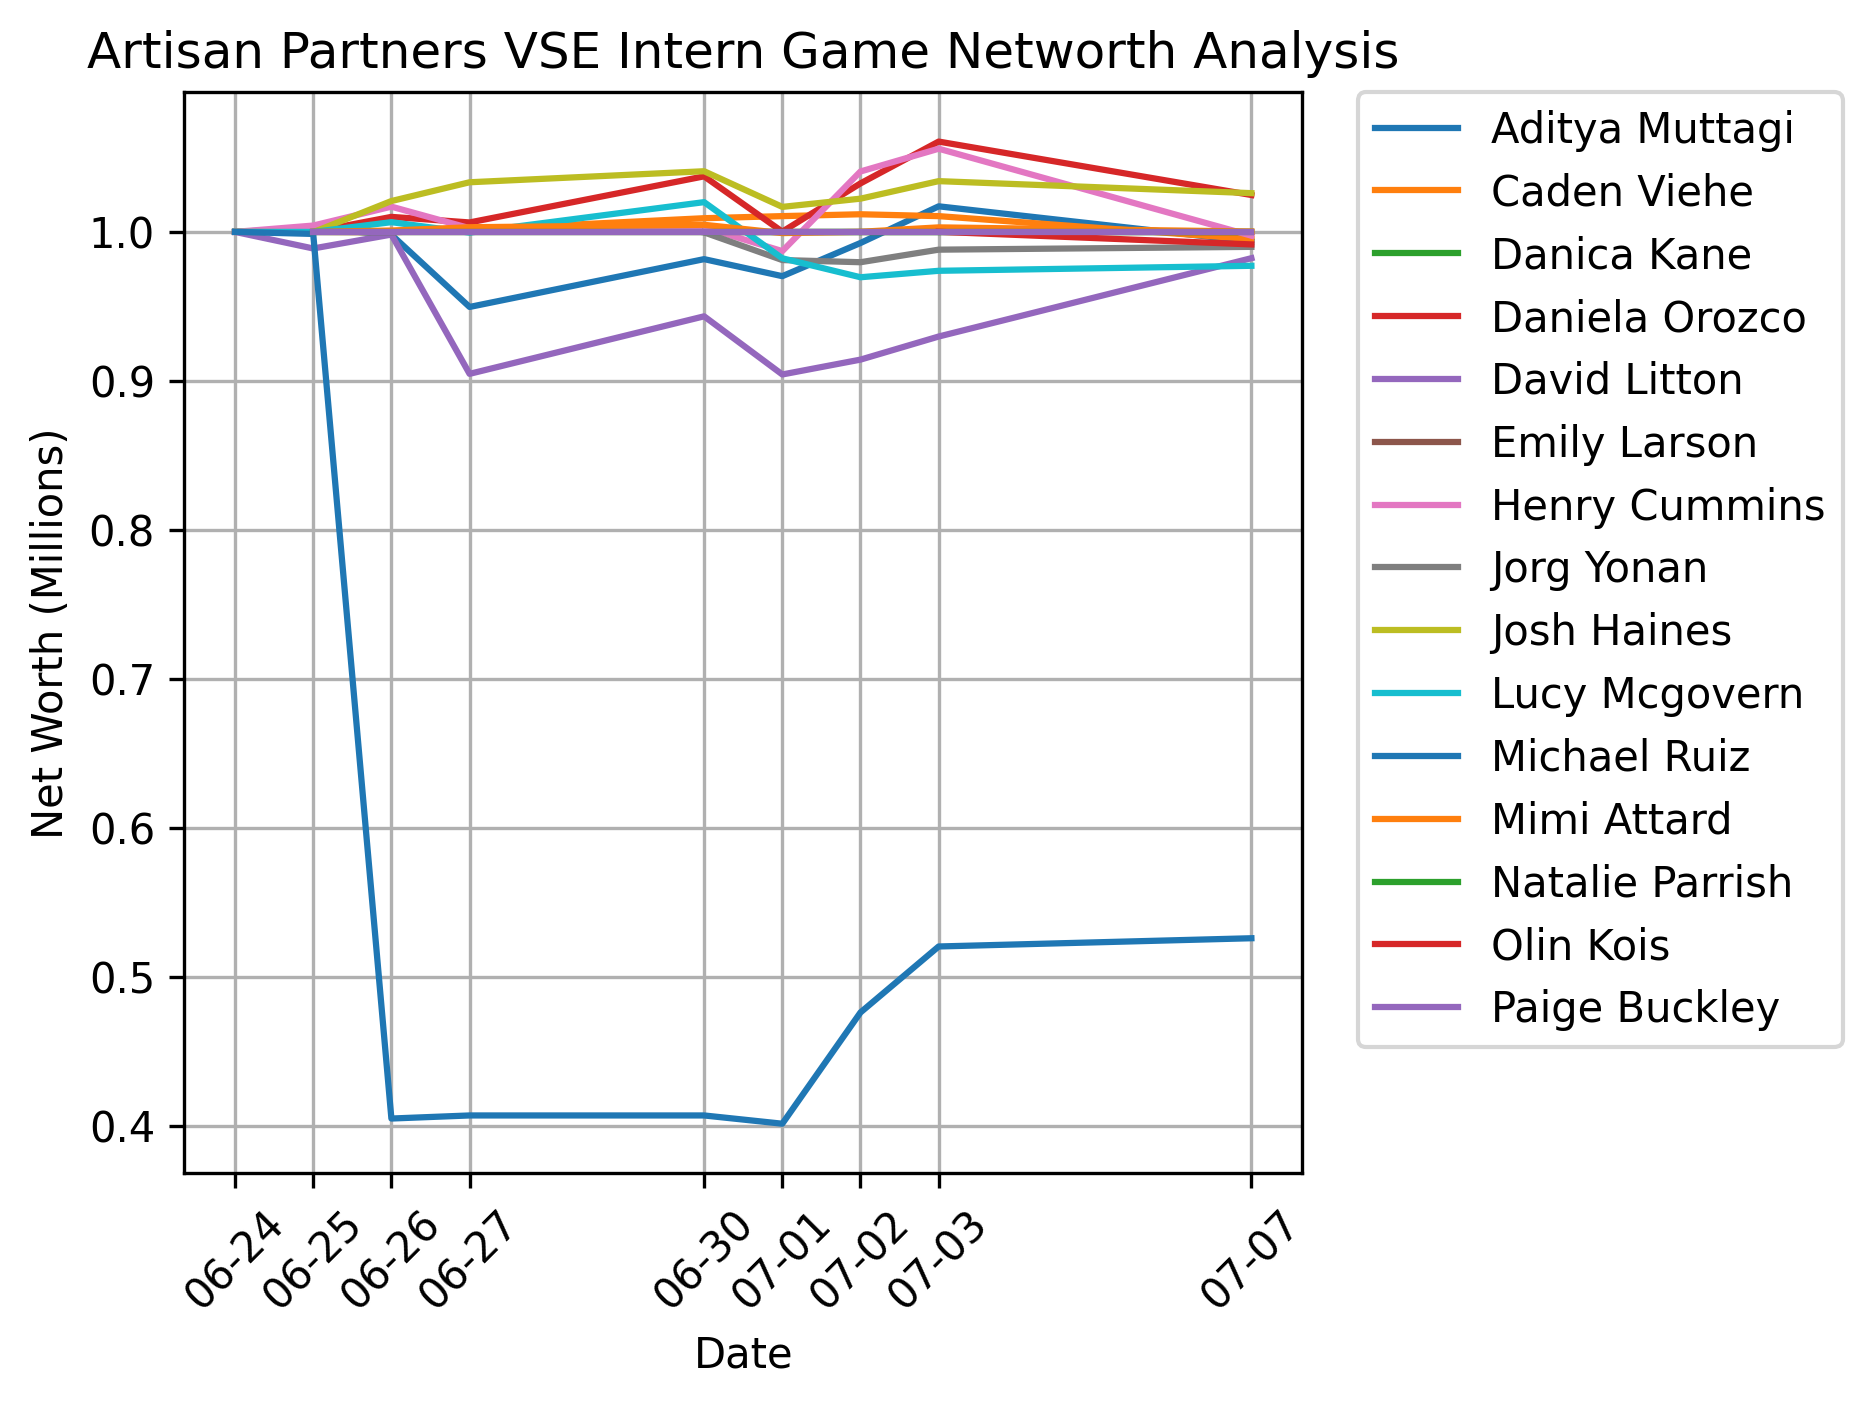 Artisan Partners VSE Intern Game Networth Analysis
Net Worth (Millions)
1.0
0.9
0.8
0.7
0.6
0.5
0.4
06-24
06-25
06-26
06-27
06-30
07-01
07-02
07-03
07-07
Date
Aditya Muttagi
Caden Viehe
Danica Kane
Daniela Orozco
David Litton
Emily Larson
Henry Cummins
Jorg Yonan
Josh Haines
Lucy Mcgovern
Michael Ruiz
Mimi Attard
Natalie Parrish
Olin Kois
Paige Buckley